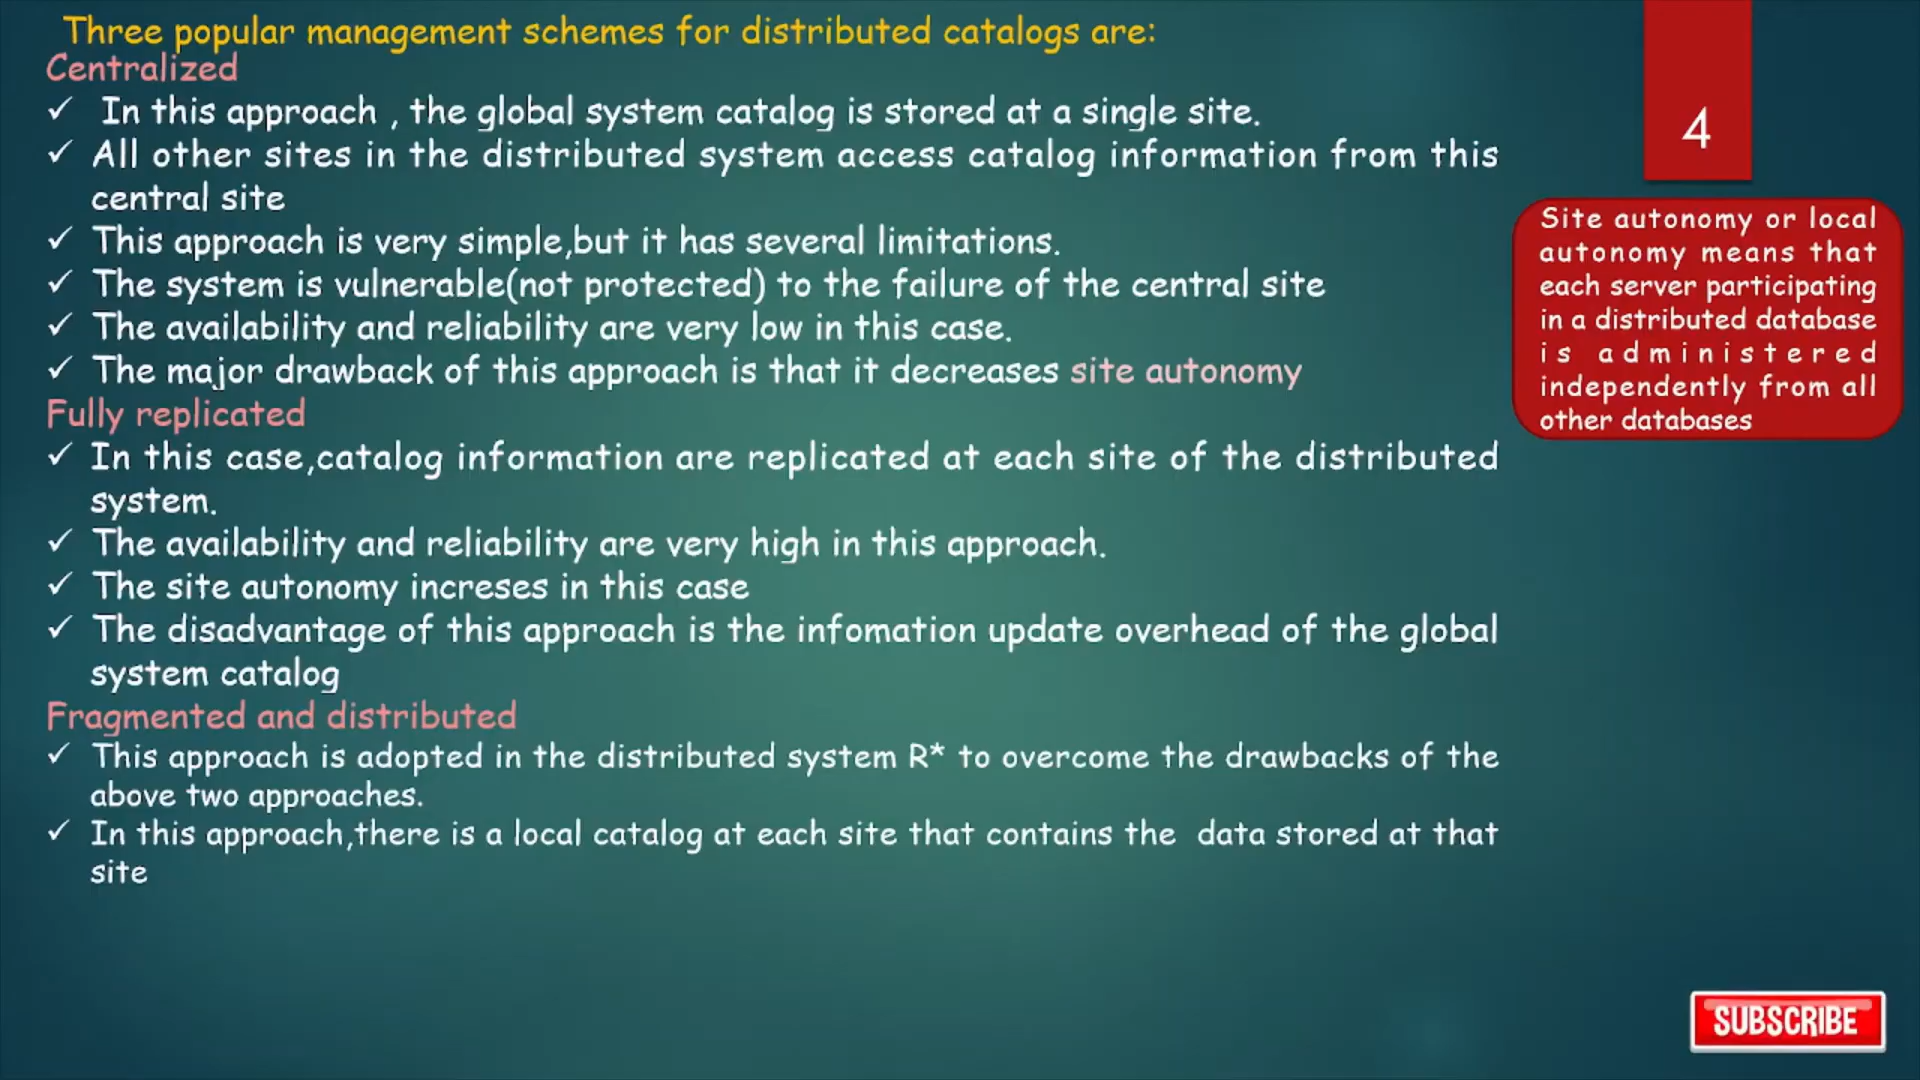 Three popular management schemes for distributed catalogs are:
Centralized
✓ In this approach , the global system catalog is stored at a single site.
✓ All other sites in the distributed system access catalog information from this
central site
✓ This approach is very simple,but it has several limitations.
✓ The system is vulnerable(not protected) to the failure of the central site
✓ The availability and reliability are very low in this case.
✓ The major drawback of this approach is that it decreases site autonomy
Fully replicated
✓ In this case,catalog information are replicated at each site of the distributed
system.
✓ The availability and reliability are very high in this approach.
✓ The site autonomy increses in this case
✓ The disadvantage of this approach is the infomation update overhead of the global
system catalog
Fragmented and distributed
✓ This approach is adopted in the distributed system R* to overcome the drawbacks of the
above two approaches.
✓ In this approach,there is a local catalog at each site that contains the data stored at that
site
4
Site autonomy or local
autonomy means that
each server participating
in a distributed database
is administered
independently from all
other databases
SUBSCRIBE